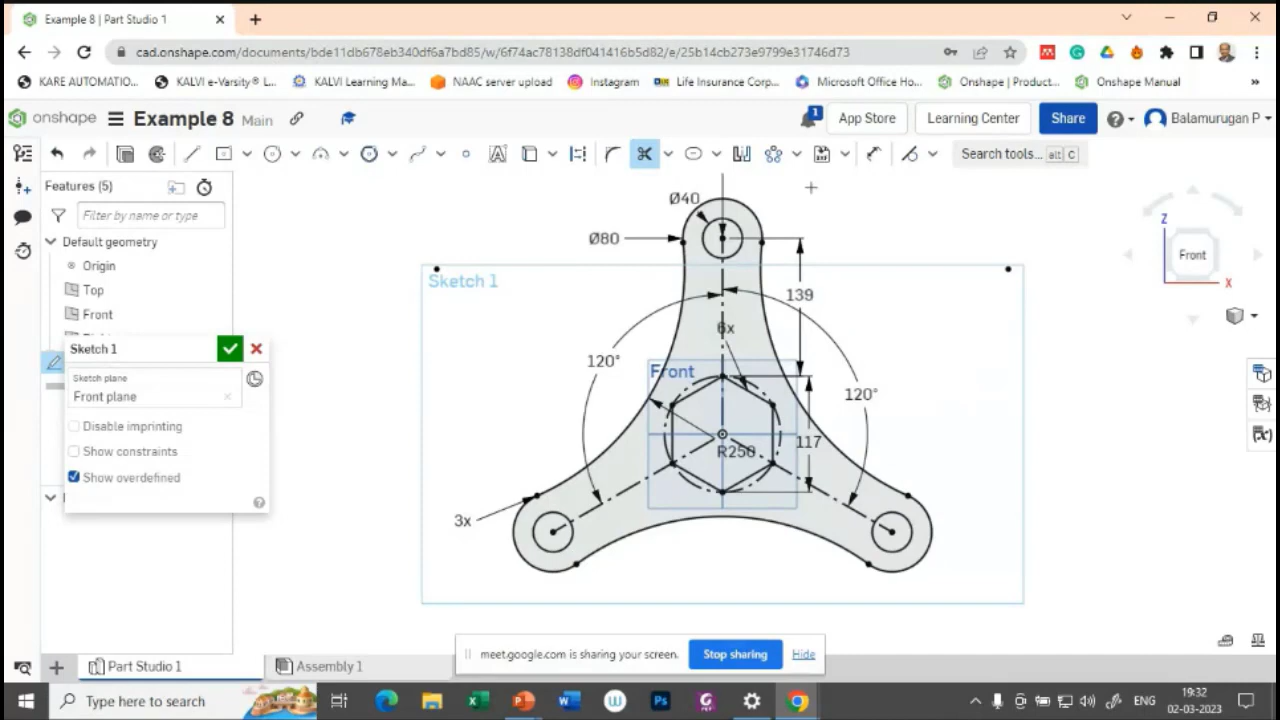 Example 8 | Part Studio 1
cad.onshape.com/documents/bde11db678eb340df6a7bd85/w/6f74ac78138df041416b5d82/e/25b14cb273e9799e31746d73
KARE AUTOMATIO...
KALVI e-Varsity® L...
KALVI Learning Ma...
NAAC server upload
Instagram
Life Insurance Corp...
Microsoft Office Ho...
Onshape | Product...
Onshape Manual
»
onshape
Example 8
Main
1
App Store
Learning Center
Share
Balamurugan P
Search tools...
alt C
Features (5)
Filter by name or type
Default geometry
Origin
Top
Front
Sketch 1
Sketch plane
Front plane
Disable imprinting
Show constraints
Show overdefined
Sketch 1
Ø40
Ø80
139
6x
120°
Front
120°
117
R250
3x
Z
Front
X
Part Studio 1
Assembly 1
meet.google.com is sharing your screen.
Stop sharing
Hide
Type here to search
ENG
19:32
02-03-2023